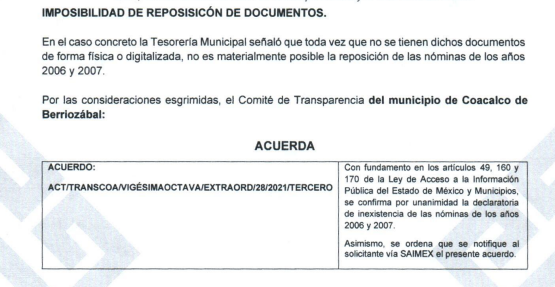 IMPOSIBILIDAD DE REPOSISICÓN DE DOCUMENTOS.
En el caso concreto la Tesorería Municipal señaló que toda vez que no se tienen dichos documentos
de forma física o digitalizada, no es materialmente posible la reposición de las nóminas de los años
2006 y 2007.
Por las consideraciones esgrimidas, el Comité de Transparencia del municipio de Coacalco de
Berriozábal:
ACUERDA
ACUERDO:
ACT/TRANSCOA/VIGÉSIMAOCTAVA/EXTRAORD/28/2021/TERCERO
Con fundamento en los artículos 49, 160 y
170 de la Ley de Acceso a la Información
Pública del Estado de México y Municipios,
se confirma por unanimidad la declaratoria
de inexistencia de las nóminas de los años
2006 y 2007.
Asimismo, se ordena que se notifique al
solicitante vía SAIMEX el presente acuerdo.